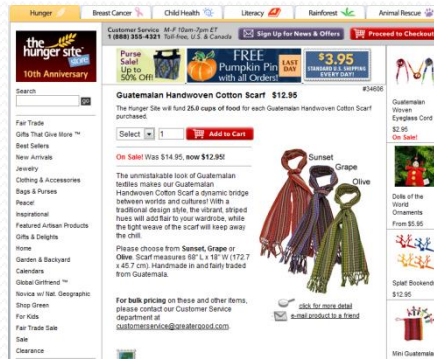 Hunger
Breast Cancer
Child Health
Literacy
Rainforest
Animal Rescue
the
hunger site
store
10th Anniversary
Customer Service M-F 10am-7pm ET
1 (888) 355-4321 Toll-free, U.S. & Canada
Sign Up for News & Offers
Proceed to Checkout
Purse
Sale!
Up to
50% Off!
FREE
Pumpkin Pin
with all Orders!
LAST
DAY
$3.95
STANDARD U.S. SHIPPING
EVERY DAY!
Search
go
Fair Trade
Gifts That Give More ™
Best Sellers
New Arrivals
Jewelry
Clothing & Accessories
Bags & Purses
Peace!
Inspirational
Featured Artisan Products
Gifts & Delights
Home
Garden & Backyard
Calendars
Global Girlfriend ™
Novica w/ Nat. Geographic
Shop Green
For Kids
Fair Trade Sale
Sale
Clearance
#34606
Guatemalan Handwoven Cotton Scarf $12.95
The Hunger Site will fund 25.0 cups of food for each Guatemalan Handwoven Cotton Scarf
purchased.
Select
1
Add to Cart
On Sale! Was $14.95, now $12.95!
The unmistakable look of Guatemalan
textiles makes our Guatemalan
Handwoven Cotton Scarf a dynamic bridge
between worlds and cultures! With a
traditional design style, the vibrant, striped
hues will add flair to your wardrobe, while
the tight weave of the scarf will keep away
the chill.
Please choose from Sunset, Grape or
Olive. Scarf measures 68" L x 18" W (172.7
x 45.7 cm). Handmade in and fairly traded
from Guatemala.
For bulk pricing on these and other items,
please contact our Customer Service
department at
customerservice@greatergood.com.
Sunset
Grape
Olive
click for more detail
e-mail product to a friend
Guatemalan
Woven
Eyeglass Cord
$2.95
On Sale!
Dolls of the
World
Ornaments
From $5.95
Splat! Bookends
$12.95
Mini Guatemalan